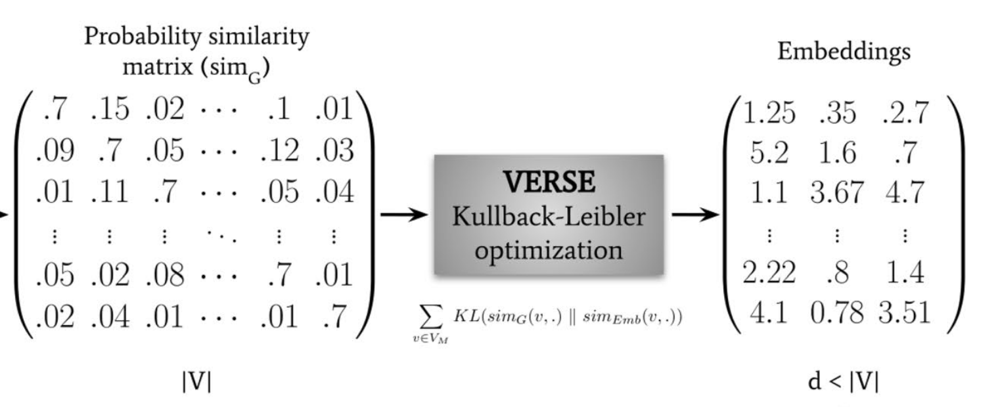 Probability similarity
matrix (sim_G)
.7 .15 .02 ⋯ .1 .01
.09 .7 .05 ⋯ .12 .03
.01 .11 .7 ⋯ .05 .04
⋮ ⋮ ⋮ ⋱ ⋮ ⋮
.05 .02 .08 ⋯ .7 .01
.02 .04 .01 ⋯ .01 .7
|V|
VERSE
Kullback-Leibler
optimization
∑_{v∈V_M} KL(sim_G(v,.) ∥ sim_{Emb}(v,.))
Embeddings
1.25 .35 .2.7
5.2 1.6 .7
1.1 3.67 4.7
⋮ ⋮ ⋮
2.22 .8 1.4
4.1 0.78 3.51
d < |V|